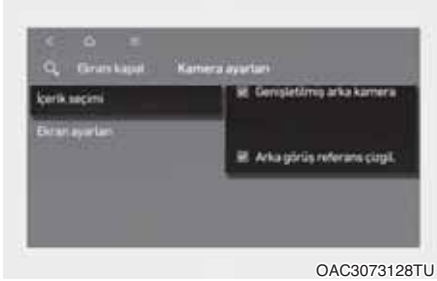 Ekranı kapat Kamera ayarları
İçerik seçimi
Genişletilmiş arka kamera
Ekran ayarları
Arka görüş referans çizgil.
OAC3073128TU